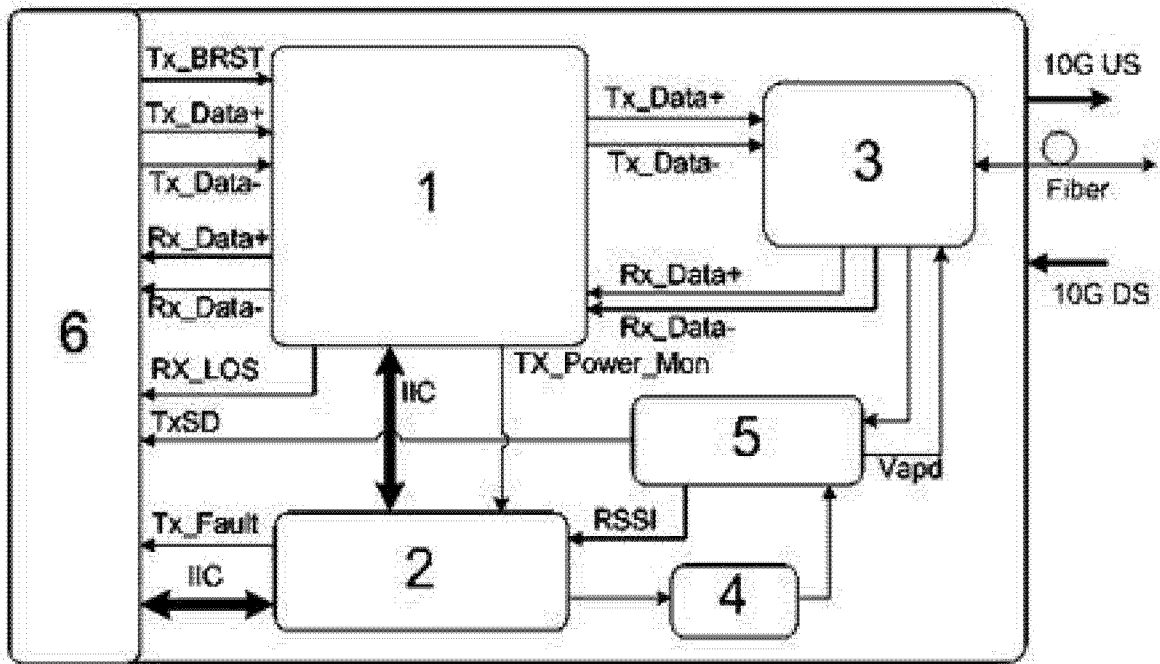 Tx_BRST
Tx_Data+
Tx_Data-
Rx_Data+
Rx_Data-
RX_LOS
TxSD
Tx_Fault
IIC
6
1
Tx_Data+
Tx_Data-
3
10G US
Fiber
10G DS
Rx_Data+
Rx_Data-
TX_Power_Mon
IIC
5
Vapd
RSSI
2
4